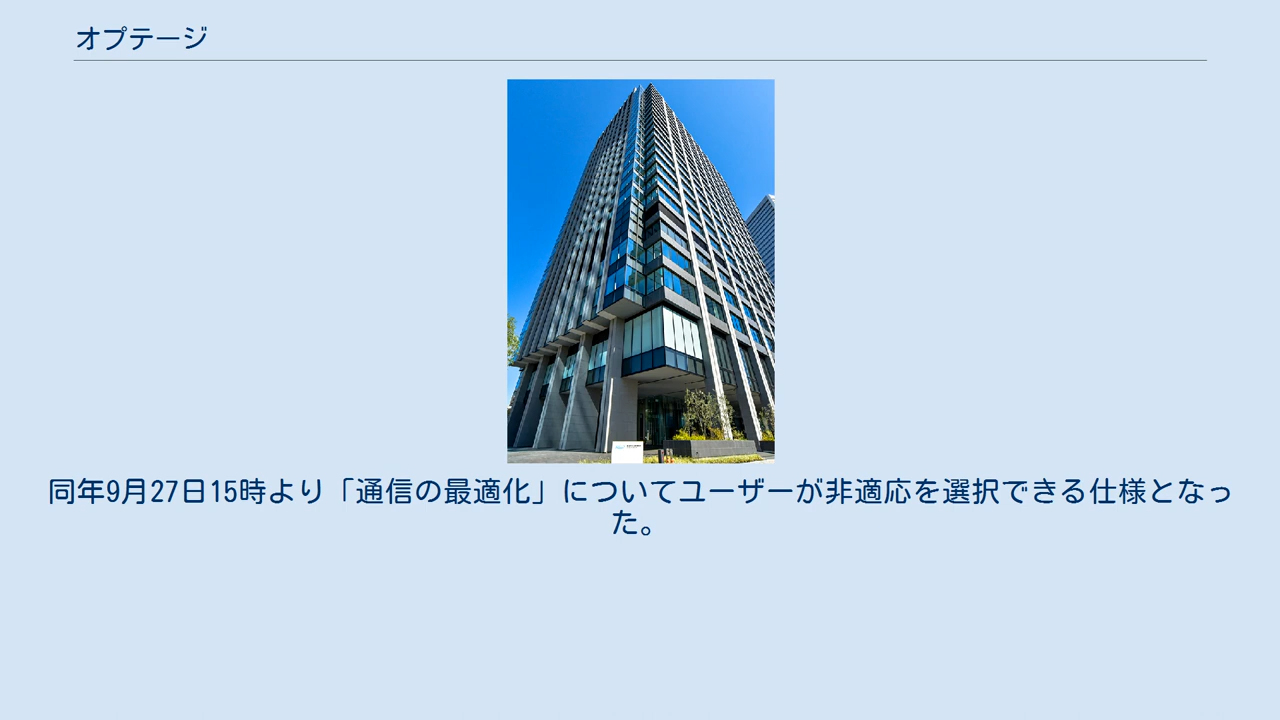 オプテージ
同年9月27日15時より「通信の最適化」についてユーザーが非適応を選択できる仕様となっ
た。